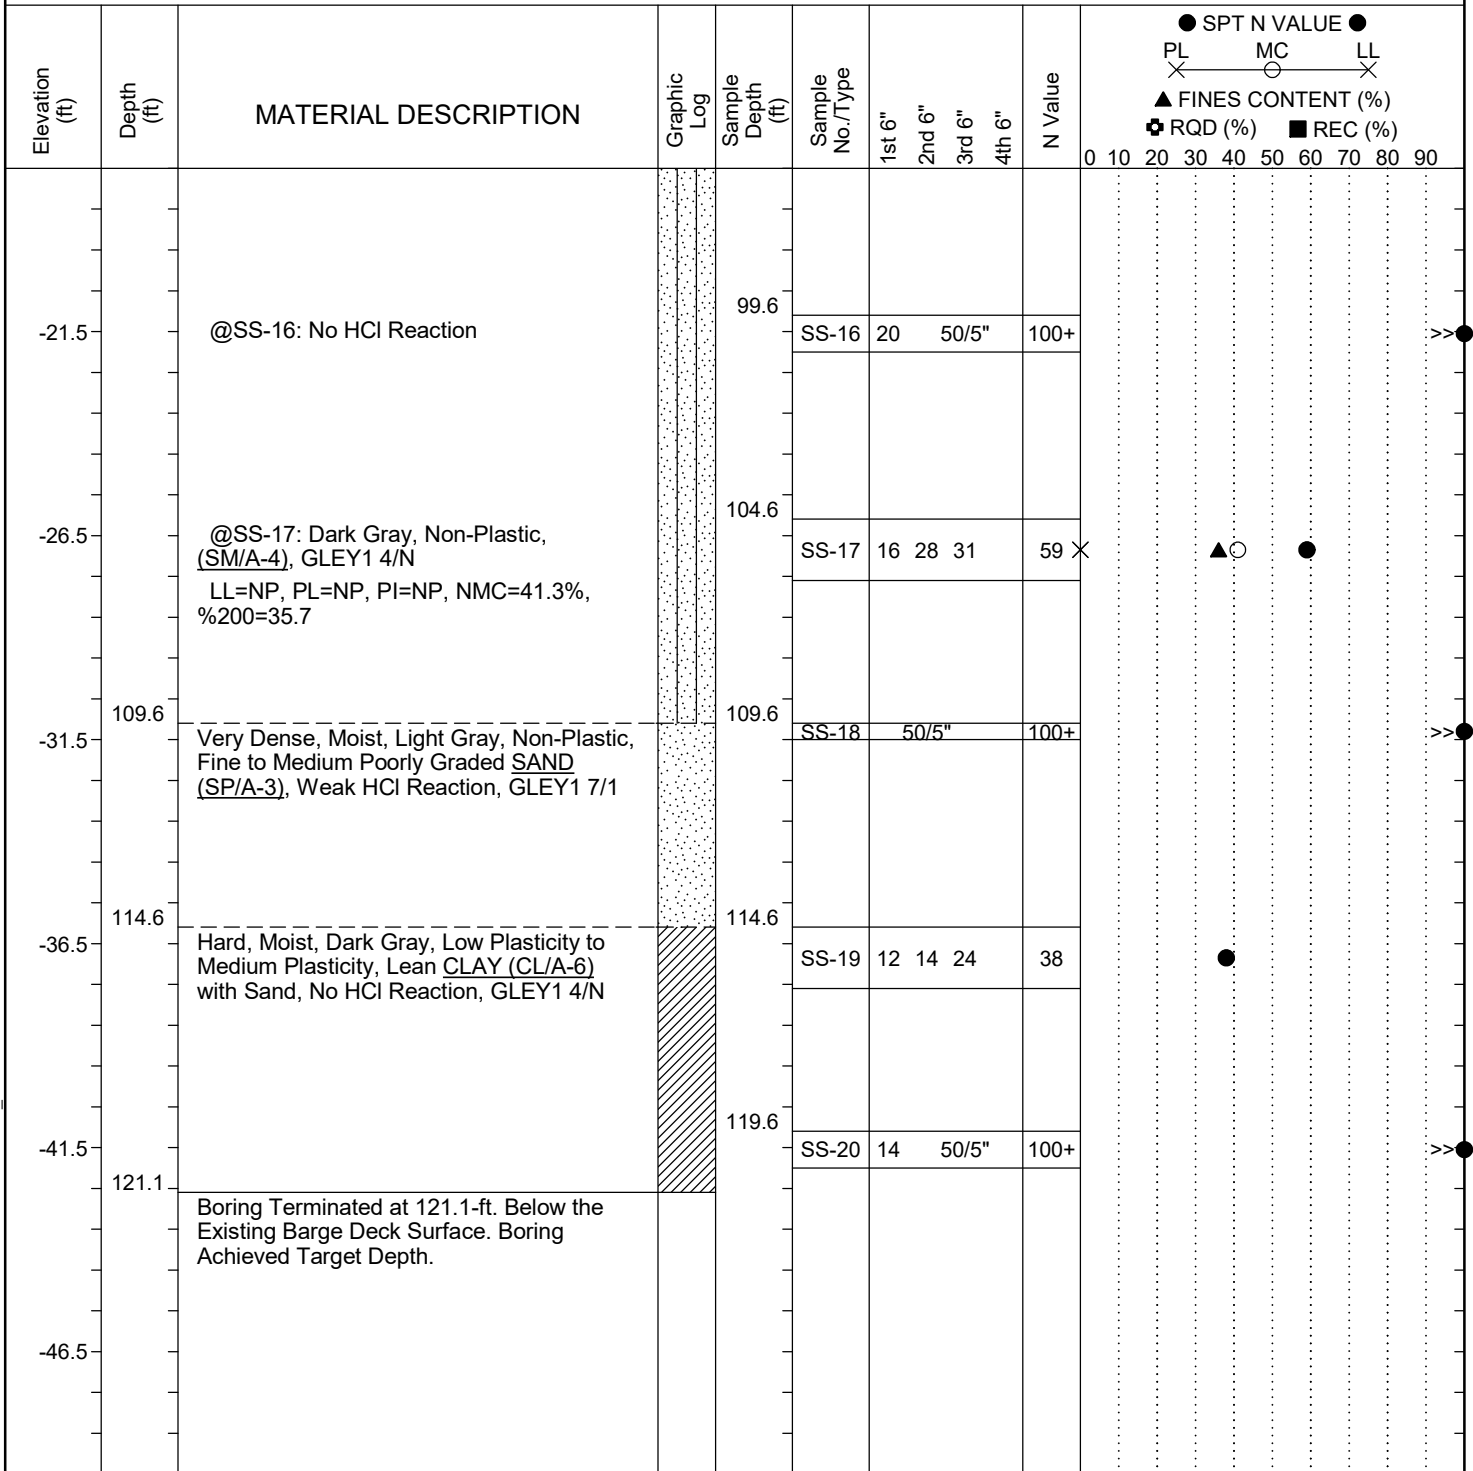 ● SPT N VALUE ●
PL MC LL
▲ FINES CONTENT (%)
RQD (%) ■ REC (%)
0 10 20 30 40 50 60 70 80 90
Elevation
(ft)
Depth
(ft)
MATERIAL DESCRIPTION
Graphic
Log
Sample
Depth
(ft)
Sample
No./Type
1st 6"
2nd 6"
3rd 6"
4th 6"
N Value
99.6
-21.5 @SS-16: No HCl Reaction SS-16 20 50/5" 100+ >>
104.6
-26.5 @SS-17: Dark Gray, Non-Plastic,
(SM/A-4), GLEY1 4/N SS-17 16 28 31 59
LL=NP, PL=NP, PI=NP, NMC=41.3%,
%200=35.7
109.6 109.6
-31.5 Very Dense, Moist, Light Gray, Non-Plastic, SS-18 50/5" 100+ >>
Fine to Medium Poorly Graded SAND
(SP/A-3), Weak HCl Reaction, GLEY1 7/1
114.6 114.6
-36.5 Hard, Moist, Dark Gray, Low Plasticity to
Medium Plasticity, Lean CLAY (CL/A-6) SS-19 12 14 24 38
with Sand, No HCl Reaction, GLEY1 4/N
119.6
-41.5 SS-20 14 50/5" 100+ >>
121.1
Boring Terminated at 121.1-ft. Below the
Existing Barge Deck Surface. Boring
Achieved Target Depth.
-46.5